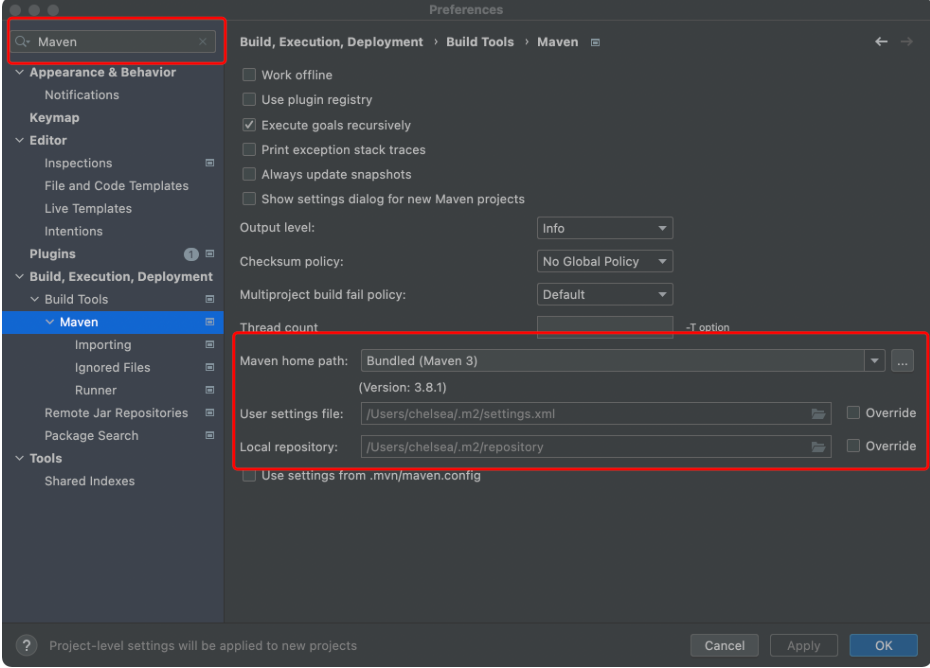 Preferences
Maven
Appearance & Behavior
Notifications
Keymap
Editor
Inspections
File and Code Templates
Live Templates
Intentions
Plugins 1
Build, Execution, Deployment
Build Tools
Maven
Importing
Ignored Files
Runner
Remote Jar Repositories
Package Search
Tools
Shared Indexes
Build, Execution, Deployment › Build Tools › Maven
Work offline
Use plugin registry
Execute goals recursively
Print exception stack traces
Always update snapshots
Show settings dialog for new Maven projects
Output level: Info
Checksum policy: No Global Policy
Multiproject build fail policy: Default
Thread count -T option
Maven home path: Bundled (Maven 3) ...
(Version: 3.8.1)
User settings file: /Users/chelsea/.m2/settings.xml Override
Local repository: /Users/chelsea/.m2/repository Override
Use settings from .mvn/maven.config
? Project-level settings will be applied to new projects
Cancel Apply OK